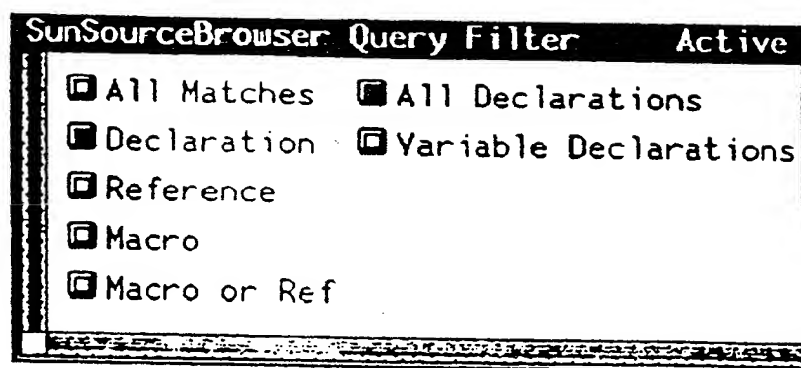 SunSourceBrowser Query Filter Active
All Matches All Declarations
Declaration Variable Declarations
Reference
Macro
Macro or Ref